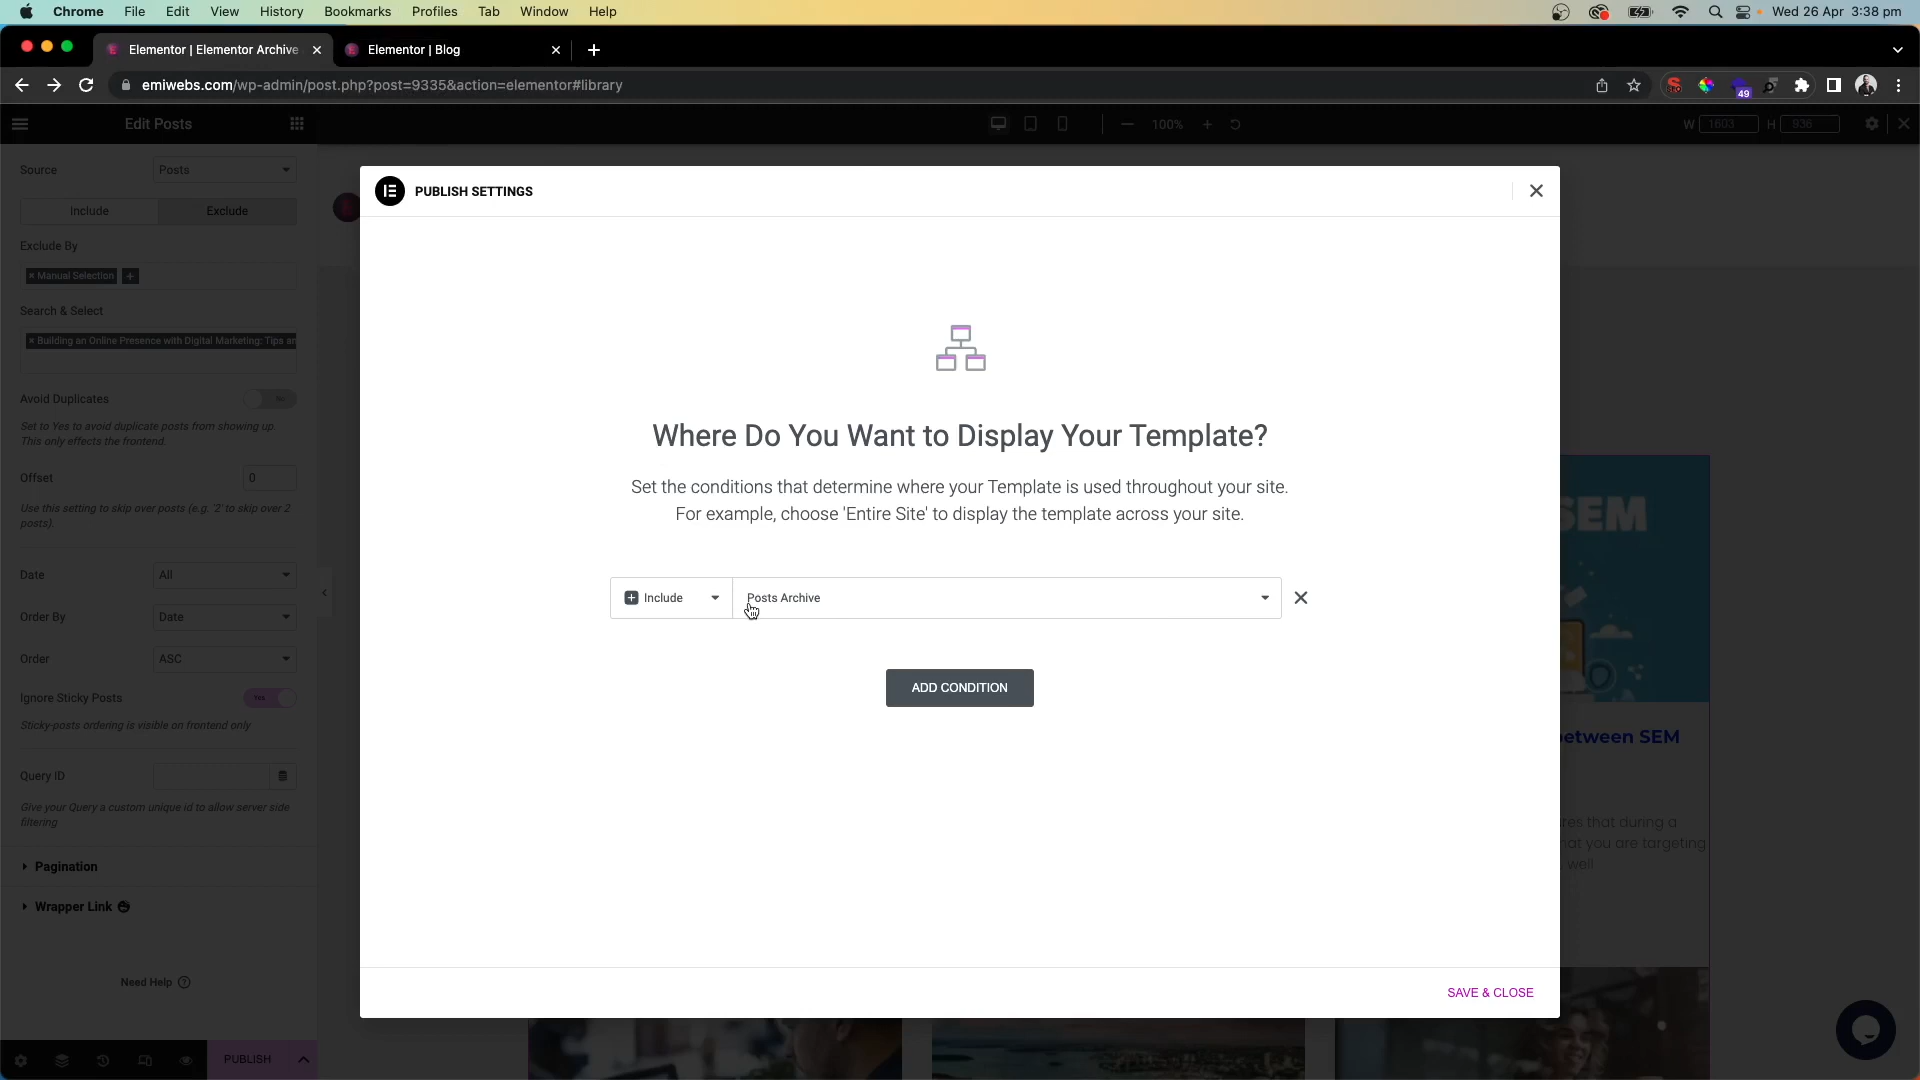 Chrome File Edit View History Bookmarks Profiles Tab Window Help
Wed 26 Apr 3:38 pm
Elementor | Elementor Archive
Elementor | Blog
emiwebs.com/wp-admin/post.php?post=9335&action=elementor#library
49
Edit Posts
100%
W 1603 H 936
Source
Posts
Include
Exclude
Exclude By
× Manual Selection
Search & Select
× Building an Online Presence with Digital Marketing: Tips an
Avoid Duplicates
No
Set to Yes to avoid duplicate posts from showing up.
This only effects the frontend.
Offset
0
Use this setting to skip over posts (e.g. '2' to skip over 2
posts).
Date
All
Order By
Date
Order
ASC
Ignore Sticky Posts
Yes
Sticky-posts ordering is visible on frontend only
Query ID
Give your Query a custom unique id to allow server side
filtering
Pagination
Wrapper Link
Need Help
PUBLISH
PUBLISH SETTINGS
Where Do You Want to Display Your Template?
Set the conditions that determine where your Template is used throughout your site.
For example, choose 'Entire Site' to display the template across your site.
Include
Posts Archive
ADD CONDITION
SAVE & CLOSE
SEM
etween SEM
res that during a
hat you are targeting
well